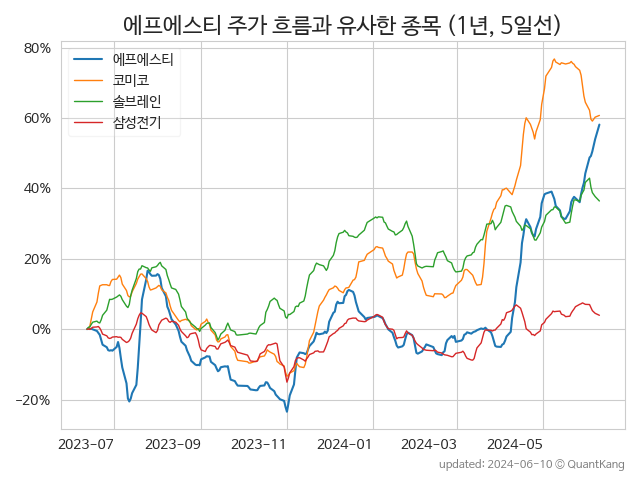 에프에스티 주가 흐름과 유사한 종목 (1년, 5일선)
80%
60%
40%
20%
0%
−20%
에프에스티
코미코
솔브레인
삼성전기
2023-07 2023-09 2023-11 2024-01 2024-03 2024-05
updated: 2024-06-10 © QuantKang